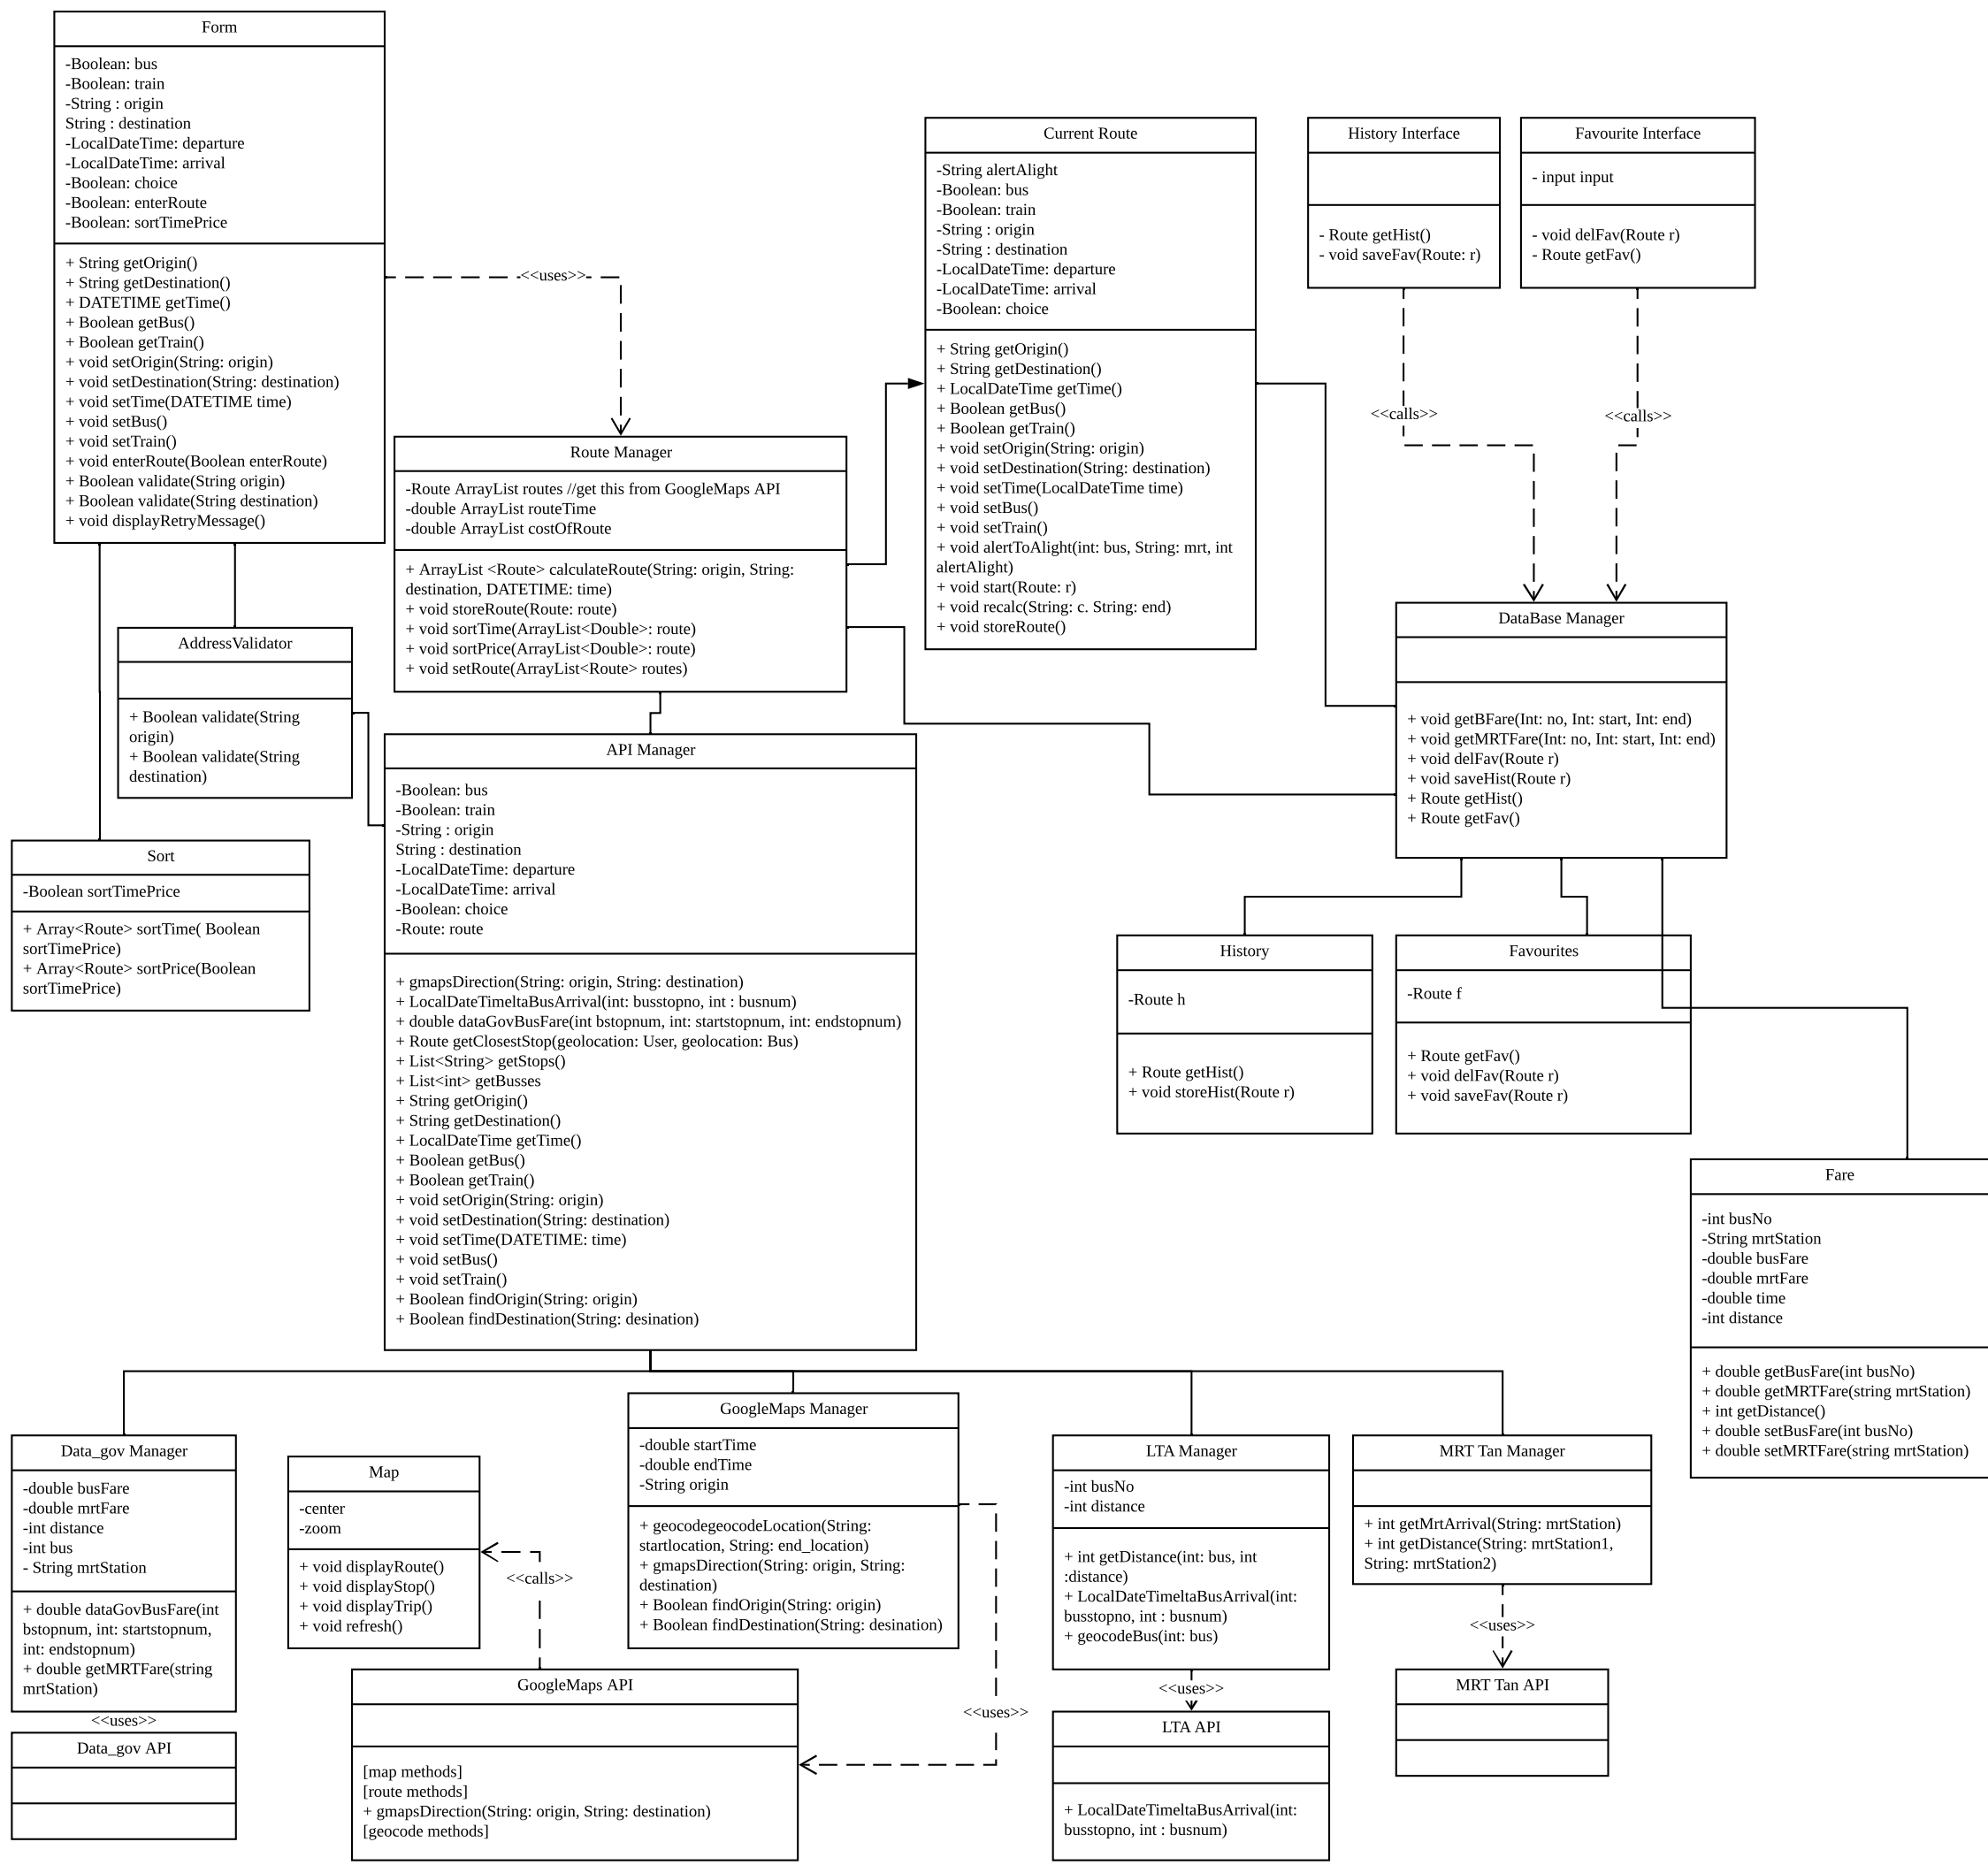 Form
-Boolean: bus
-Boolean: train
-String : origin
String : destination
-LocalDateTime: departure
-LocalDateTime: arrival
-Boolean: choice
-Boolean: enterRoute
-Boolean: sortTimePrice
+ String getOrigin()
+ String getDestination()
+ DATETIME getTime()
+ Boolean getBus()
+ Boolean getTrain()
+ void setOrigin(String: origin)
+ void setDestination(String: destination)
+ void setTime(DATETIME time)
+ void setBus()
+ void setTrain()
+ void enterRoute(Boolean enterRoute)
+ Boolean validate(String origin)
+ Boolean validate(String destination)
+ void displayRetryMessage()
<<uses>>
Current Route
-String alertAlight
-Boolean: bus
-Boolean: train
-String : origin
-String : destination
-LocalDateTime: departure
-LocalDateTime: arrival
-Boolean: choice
+ String getOrigin()
+ String getDestination()
+ LocalDateTime getTime()
+ Boolean getBus()
+ Boolean getTrain()
+ void setOrigin(String: origin)
+ void setDestination(String: destination)
+ void setTime(LocalDateTime time)
+ void setBus()
+ void setTrain()
+ void alertToAlight(int: bus, String: mrt, int
alertAlight)
+ void start(Route: r)
+ void recalc(String: c. String: end)
+ void storeRoute()
History Interface
- Route getHist()
- void saveFav(Route: r)
<<calls>>
Favourite Interface
- input input
- void delFav(Route r)
- Route getFav()
<<calls>>
Route Manager
-Route ArrayList routes //get this from GoogleMaps API
-double ArrayList routeTime
-double ArrayList costOfRoute
+ ArrayList <Route> calculateRoute(String: origin, String:
destination, DATETIME: time)
+ void storeRoute(Route: route)
+ void sortTime(ArrayList<Double>: route)
+ void sortPrice(ArrayList<Double>: route)
+ void setRoute(ArrayList<Route> routes)
DataBase Manager
+ void getBFare(Int: no, Int: start, Int: end)
+ void getMRTFare(Int: no, Int: start, Int: end)
+ void delFav(Route r)
+ void saveHist(Route r)
+ Route getHist()
+ Route getFav()
AddressValidator
+ Boolean validate(String
origin)
+ Boolean validate(String
destination)
Sort
-Boolean sortTimePrice
+ Array<Route> sortTime( Boolean
sortTimePrice)
+ Array<Route> sortPrice(Boolean
sortTimePrice)
API Manager
-Boolean: bus
-Boolean: train
-String : origin
String : destination
-LocalDateTime: departure
-LocalDateTime: arrival
-Boolean: choice
-Route: route
+ gmapsDirection(String: origin, String: destination)
+ LocalDateTimeltaBusArrival(int: busstopno, int : busnum)
+ double dataGovBusFare(int bstopnum, int: startstopnum, int: endstopnum)
+ Route getClosestStop(geolocation: User, geolocation: Bus)
+ List<String> getStops()
+ List<int> getBusses
+ String getOrigin()
+ String getDestination()
+ LocalDateTime getTime()
+ Boolean getBus()
+ Boolean getTrain()
+ void setOrigin(String: origin)
+ void setDestination(String: destination)
+ void setTime(DATETIME: time)
+ void setBus()
+ void setTrain()
+ Boolean findOrigin(String: origin)
+ Boolean findDestination(String: desination)
History
-Route h
+ Route getHist()
+ void storeHist(Route r)
Favourites
-Route f
+ Route getFav()
+ void delFav(Route r)
+ void saveFav(Route r)
Fare
-int busNo
-String mrtStation
-double busFare
-double mrtFare
-double time
-int distance
+ double getBusFare(int busNo)
+ double getMRTFare(string mrtStation)
+ int getDistance()
+ double setBusFare(int busNo)
+ double setMRTFare(string mrtStation)
Data_gov Manager
-double busFare
-double mrtFare
-int distance
-int bus
- String mrtStation
+ double dataGovBusFare(int
bstopnum, int: startstopnum,
int: endstopnum)
+ double getMRTFare(string
mrtStation)
<<uses>>
Data_gov API
Map
-center
-zoom
+ void displayRoute()
+ void displayStop()
+ void displayTrip()
+ void refresh()
<<calls>>
GoogleMaps Manager
-double startTime
-double endTime
-String origin
+ geocodegeocodeLocation(String:
startlocation, String: end_location)
+ gmapsDirection(String: origin, String:
destination)
+ Boolean findOrigin(String: origin)
+ Boolean findDestination(String: desination)
<<uses>>
GoogleMaps API
[map methods]
[route methods]
+ gmapsDirection(String: origin, String: destination)
[geocode methods]
LTA Manager
-int busNo
-int distance
+ int getDistance(int: bus, int
:distance)
+ LocalDateTimeltaBusArrival(int:
busstopno, int : busnum)
+ geocodeBus(int: bus)
<<uses>>
LTA API
+ LocalDateTimeltaBusArrival(int:
busstopno, int : busnum)
MRT Tan Manager
+ int getMrtArrival(String: mrtStation)
+ int getDistance(String: mrtStation1,
String: mrtStation2)
<<uses>>
MRT Tan API